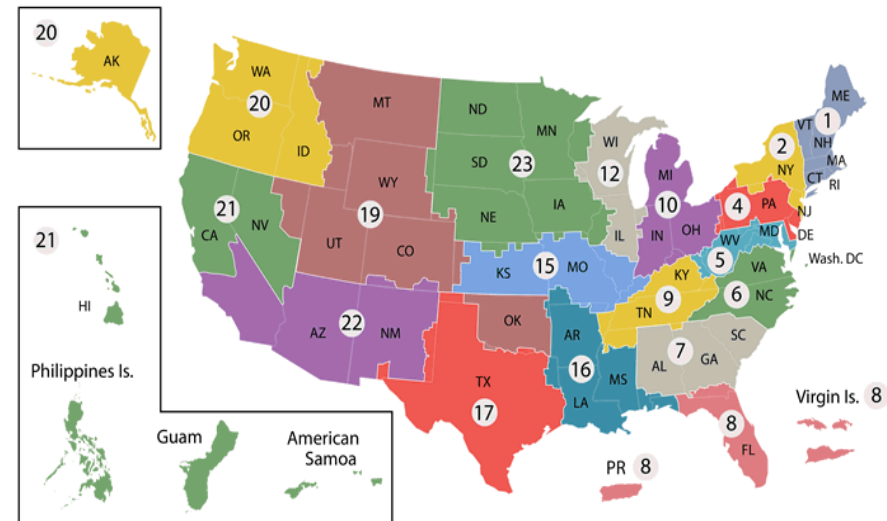 20
AK
WA
20
OR
ID
MT
WY
19
UT
CO
ND
MN
SD
23
NE
IA
WI
12
IL
MI
10
IN
OH
ME
VT
1
NH
MA
CT
RI
2
NY
4
PA
NJ
DE
MD
WV
5
Wash. DC
VA
6
NC
21
CA
NV
21
HI
15
KS
MO
KY
9
TN
SC
7
AL
GA
AZ
22
NM
OK
AR
16
MS
LA
TX
17
8
FL
Virgin Is. 8
PR 8
Philippines Is.
Guam
American
Samoa